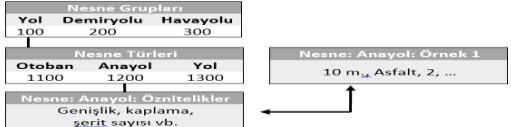 Nesne Grupları
Yol Demiryolu Havayolu
100 200 300
Nesne Türleri
Otoban Anayol Yol
1100 1200 1300
Nesne: Anayol: Öznitelikler
Genişlik, kaplama,
şerit sayısı vb.
Nesne: Anayol: Örnek 1
10 m., Asfalt, 2, ...